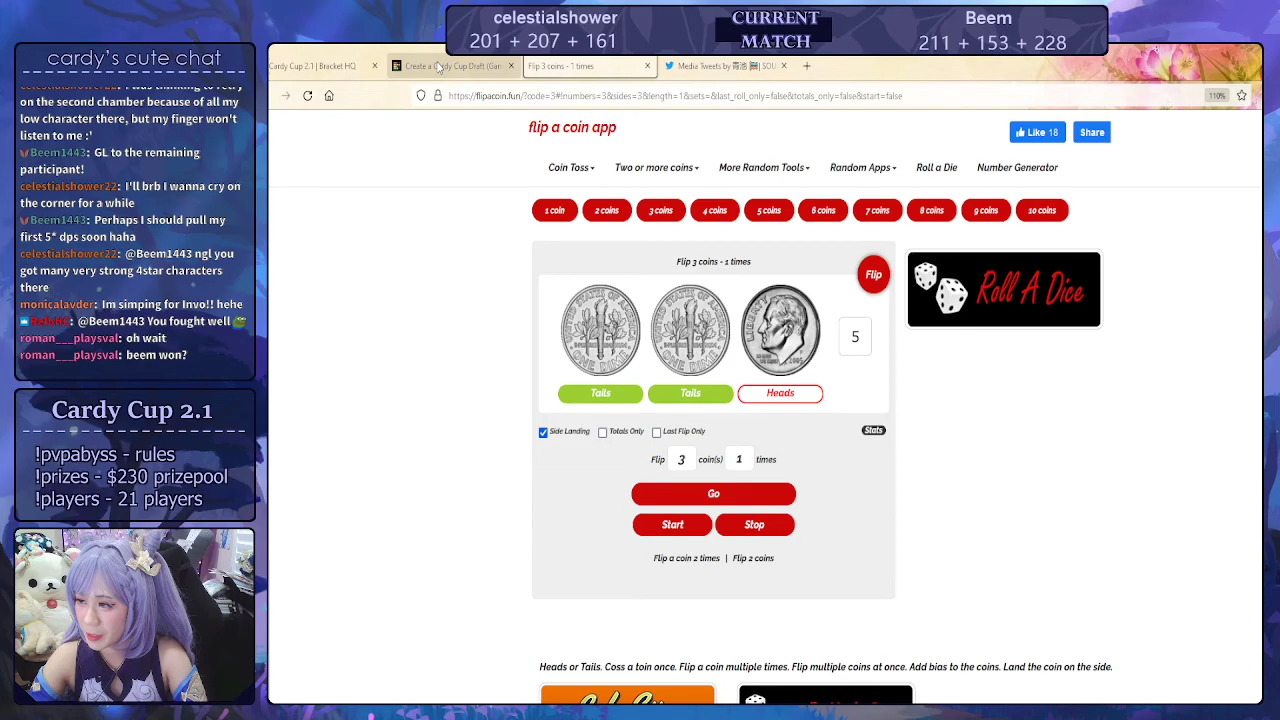 celestialshower
201 + 207 + 161
CURRENT
MATCH
Beem
211 + 153 + 228
cardy's cute chat
on the second character because of all my
low character there, but my finger won't
listen to me :'
Beem1443: GL to the remaining
participant!
celestialshower22: I'll brb I wanna cry on
the corner for a while
Beem1443: Perhaps I should pull my
first 5* dps soon haha
celestialshower22: @Beem1443 ngl you
got many very strong 4star characters
there
monicalavder: Im simping for Invo!! hehe
@Beem1443 You fought well
roman___playsval: oh wait
roman___playsval: beem won?
Cardy Cup 2.1
!pvpabyss - rules
!prizes - $230 prizepool
!players - 21 players
Cardy Cup 2.1 | Bracket HQ
Flip 3 coins - 1 times
Media Tweets by
https://flipacoin.fun/?code=3#!numbers=3&sides=3&length=1&sets=&last_roll_only=false&totals_only=false&start=false
110%
flip a coin app
Like 18
Share
Coin Toss
Two or more coins
More Random Tools
Random Apps
Roll a Die
Number Generator
1 coin
2 coins
3 coins
4 coins
5 coins
6 coins
7 coins
8 coins
9 coins
10 coins
Flip 3 coins - 1 times
Flip
ONE DIME
ONE DIME
LIBERTY
5
Tails
Tails
Heads
Roll A Dice
Side Landing
Totals Only
Last Flip Only
Stats
Flip 3 coin(s) 1 times
Go
Start
Stop
Flip a coin 2 times | Flip 2 coins
Heads or Tails. Coss a toin once. Flip a coin multiple times. Flip multiple coins at once. Add bias to the coins. Land the coin on the side.